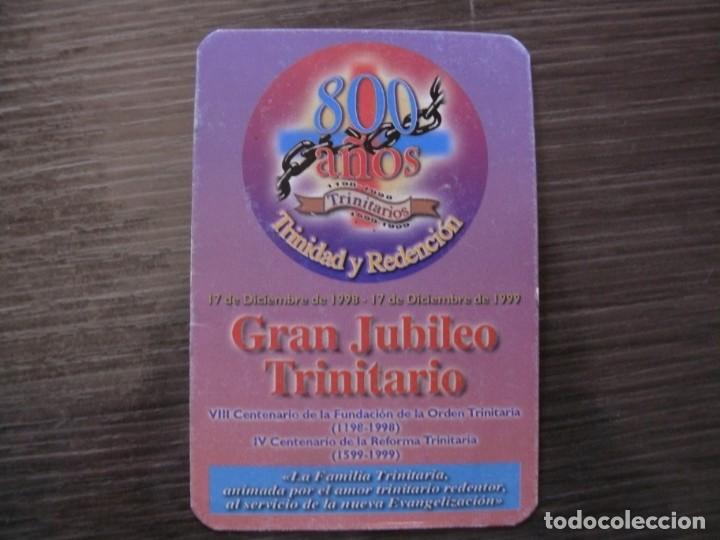 800
años
1198-1998
Trinitarios
1599-1999
Trinidad y Redención
17 de Diciembre de 1998 - 17 de Diciembre de 1999
Gran Jubileo
Trinitario
VIII Centenario de la Fundación de la Orden Trinitaria
(1198-1998)
IV Centenario de la Reforma Trinitaria
(1599-1999)
«La Familia Trinitaria,
animada por el amor trinitario redentor,
al servicio de la nueva Evangelización»
todocoleccion